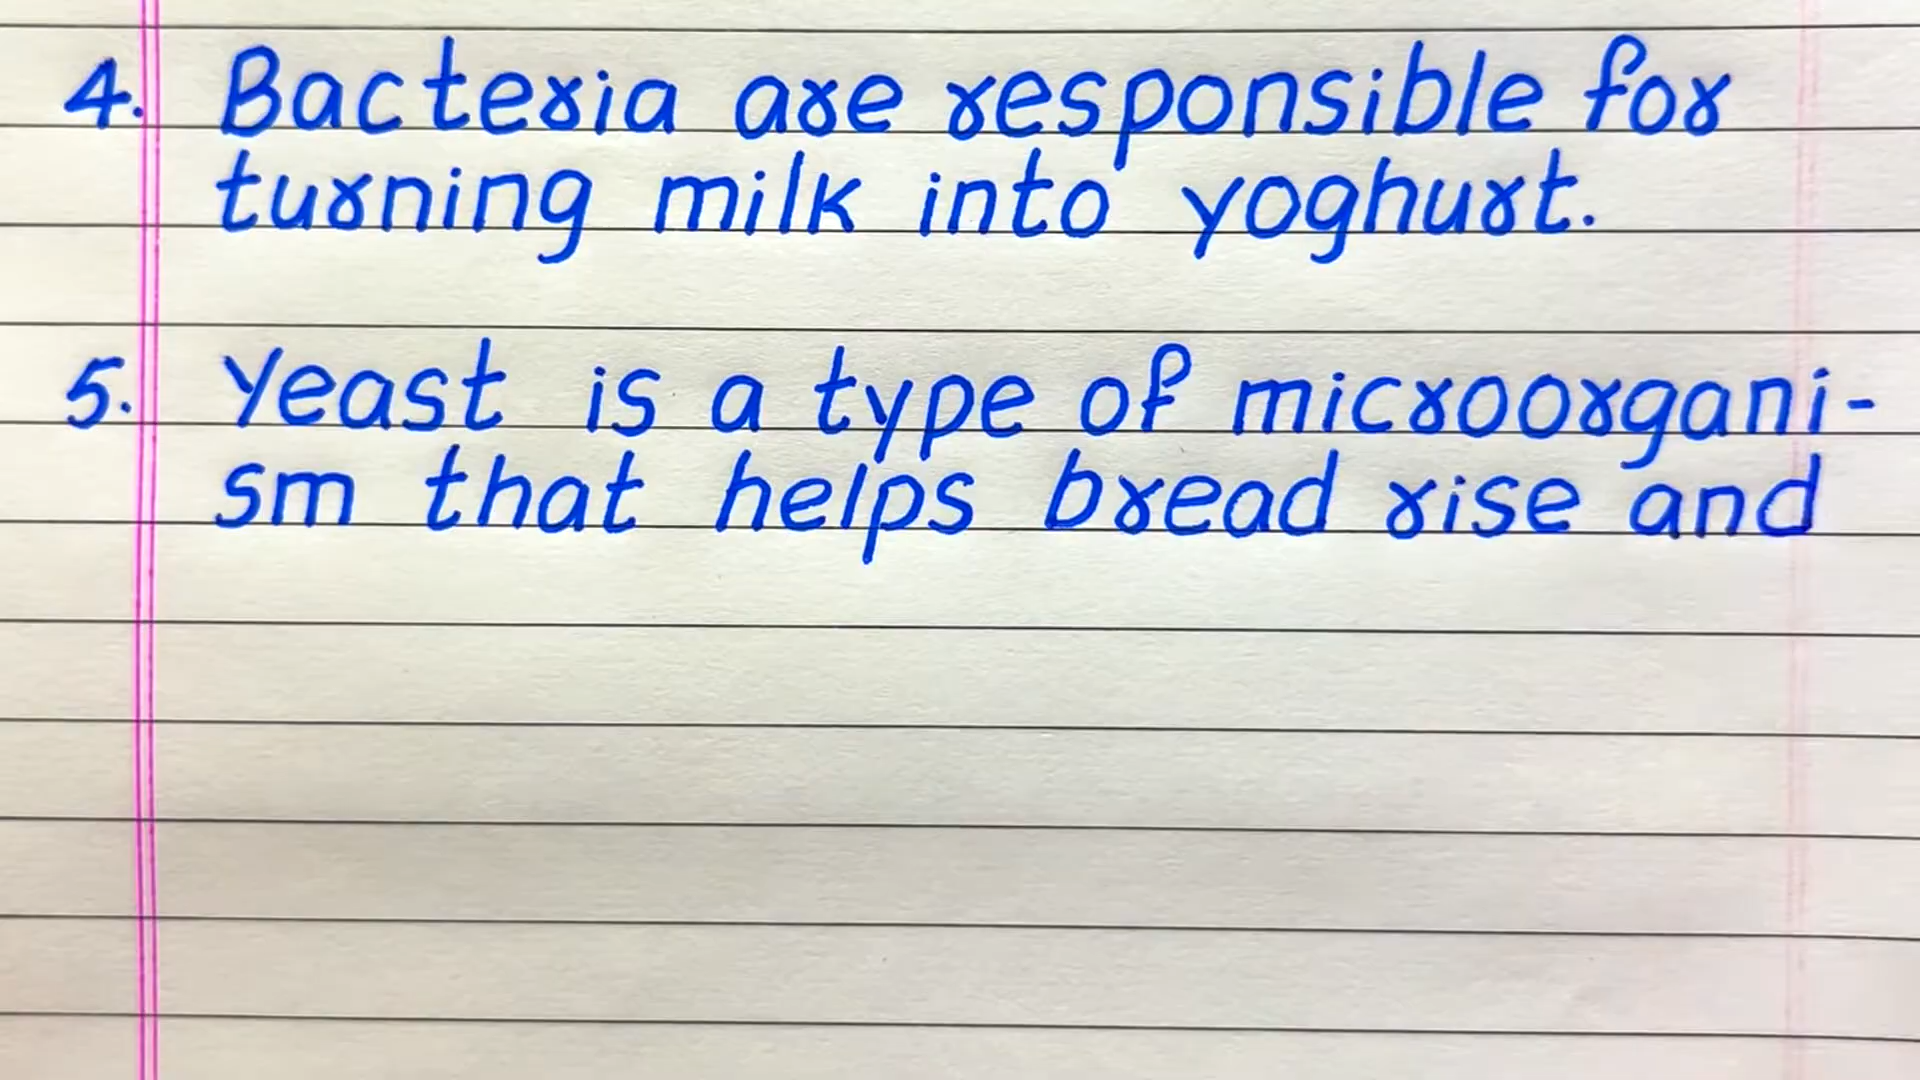 4. Bacteria are responsible for
turning milk into yoghurt.
5. Yeast is a type of microorgani-
sm that helps bread rise and